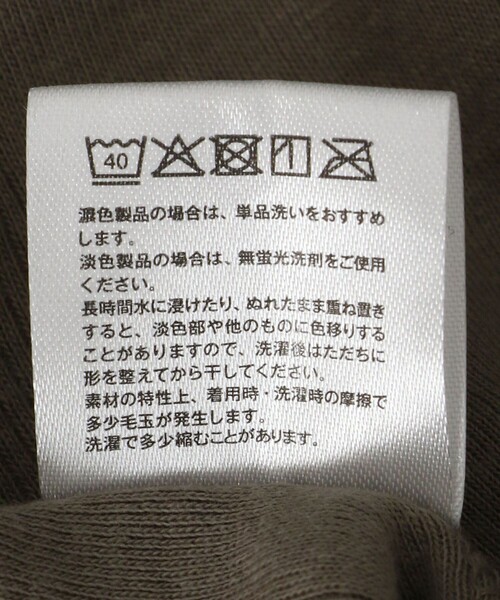 40
濃色製品の場合は、単品洗いをおすすめ
します。
淡色製品の場合は、無蛍光洗剤をご使用
ください。
長時間水に浸けたり、ぬれたまま重ね置き
すると、淡色部や他のものに色移りする
ことがありますので、洗濯後はただちに
形を整えてから干してください。
素材の特性上、着用時・洗濯時の摩擦で
多少毛玉が発生します。
洗濯で多少縮むことがあります。